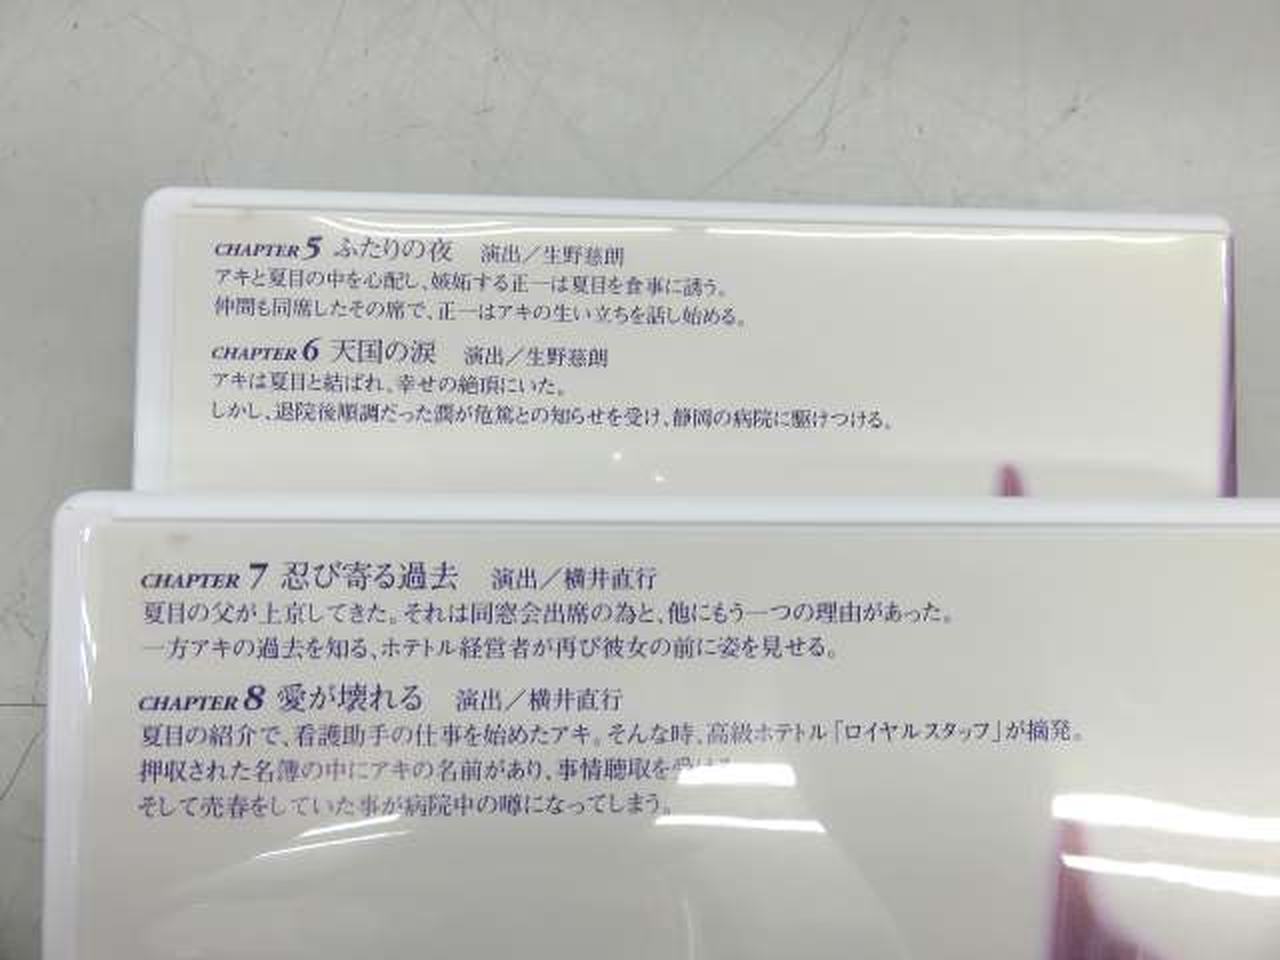 CHAPTER 5 ふたりの夜 演出／生野慈朗
アキと夏目の中を心配し、嫉妬する正一は夏目を食事に誘う。
仲間も同席したその席で、正一はアキの生い立ちを話し始める。
CHAPTER 6 天国の涙 演出／生野慈朗
アキは夏目と結ばれ、幸せの絶頂にいた。
しかし、退院後順調だった潤が危篤との知らせを受け、静岡の病院に駆けつける。
CHAPTER 7 忍び寄る過去 演出／横井直行
夏目の父が上京してきた。それは同窓会出席の為と、他にもう一つの理由があった。
一方アキの過去を知る、ホテトル経営者が再び彼女の前に姿を見せる。
CHAPTER 8 愛が壊れる 演出／横井直行
夏目の紹介で、看護助手の仕事を始めたアキ。そんな時、高級ホテトル「ロイヤルスタッフ」が摘発。
押収された名簿の中にアキの名前があり、事情聴取を受ける
そして売春をしていた事が病院中の噂になってしまう。